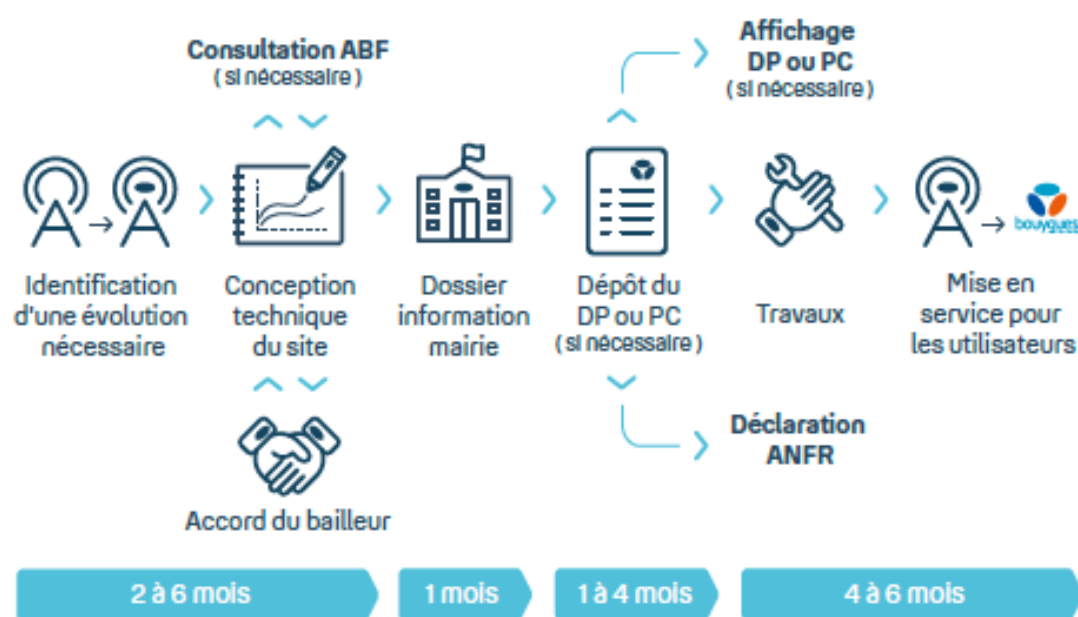 Consultation ABF
( si nécessaire )
Affichage
DP ou PC
( si nécessaire )
Identification
d'une évolution
nécessaire
Conception
technique
du site
Dossier
information
mairie
Dépôt du
DP ou PC
( si nécessaire )
Travaux
bouygues
Mise en
service pour
les utilisateurs
Accord du bailleur
Déclaration
ANFR
2 à 6 mois
1 mois
1 à 4 mois
4 à 6 mois